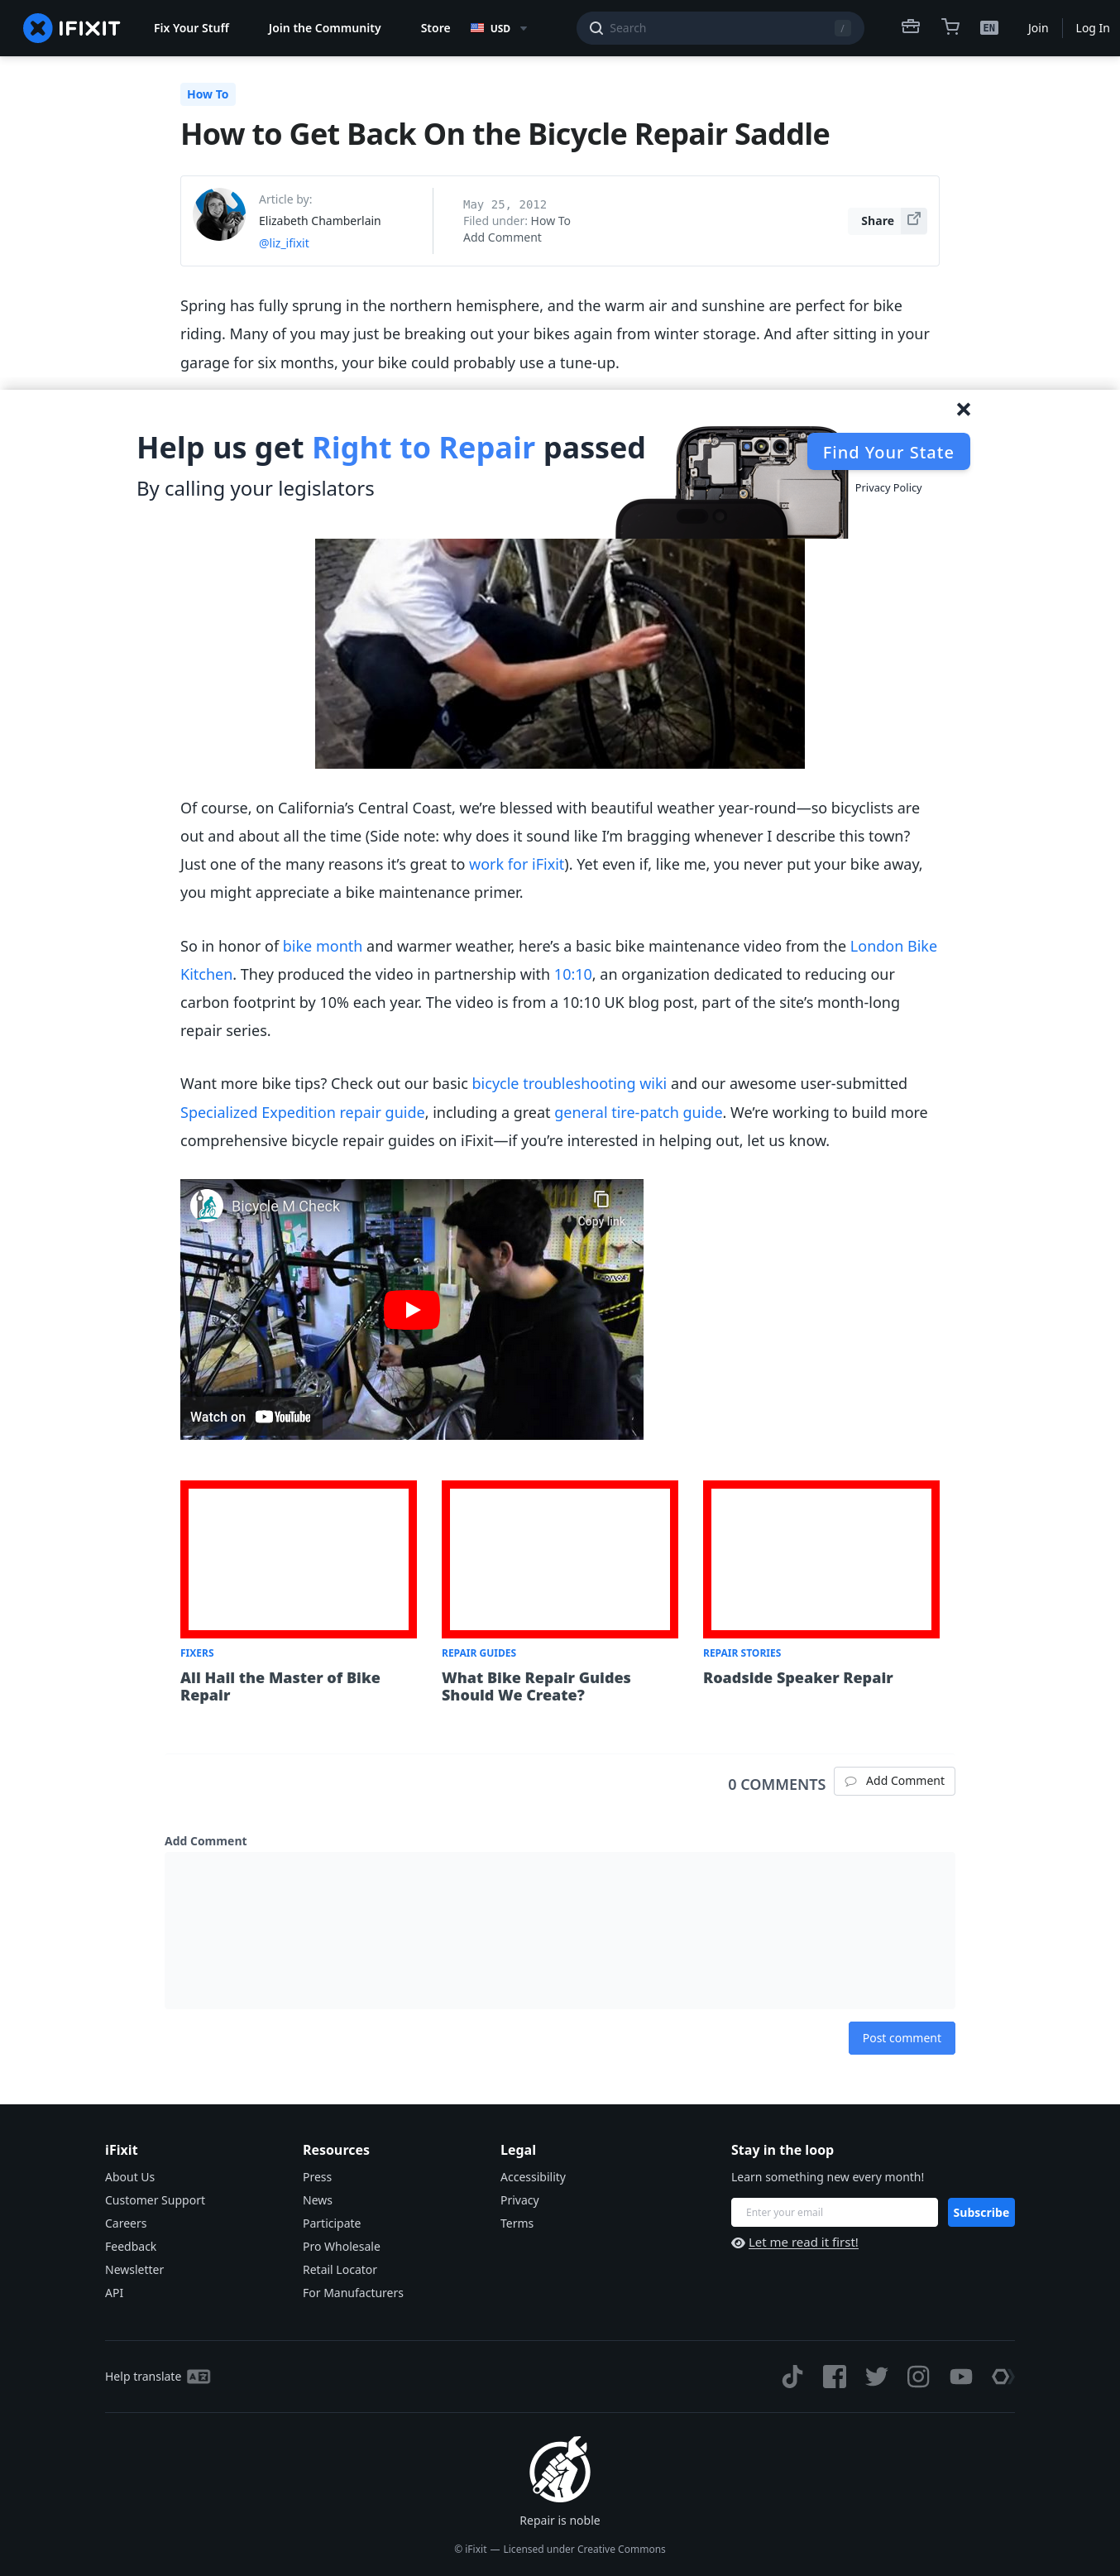 IFIXIT
Fix Your Stuff
Join the Community
Store
USD
Search
/
EN
Join
Log In
How To
How to Get Back On the Bicycle Repair Saddle
Article by:
Elizabeth Chamberlain
@liz_ifixit
May 25, 2012
Filed under: How To
Add Comment
Share
Spring has fully sprung in the northern hemisphere, and the warm air and sunshine are perfect for bike
riding. Many of you may just be breaking out your bikes again from winter storage. And after sitting in your
garage for six months, your bike could probably use a tune-up.
Help us get Right to Repair passed
By calling your legislators
Find Your State
Privacy Policy
Of course, on California’s Central Coast, we’re blessed with beautiful weather year-round—so bicyclists are
out and about all the time (Side note: why does it sound like I’m bragging whenever I describe this town?
Just one of the many reasons it’s great to work for iFixit). Yet even if, like me, you never put your bike away,
you might appreciate a bike maintenance primer.
So in honor of bike month and warmer weather, here’s a basic bike maintenance video from the London Bike
Kitchen. They produced the video in partnership with 10:10, an organization dedicated to reducing our
carbon footprint by 10% each year. The video is from a 10:10 UK blog post, part of the site’s month-long
repair series.
Want more bike tips? Check out our basic bicycle troubleshooting wiki and our awesome user-submitted
Specialized Expedition repair guide, including a great general tire-patch guide. We’re working to build more
comprehensive bicycle repair guides on iFixit—if you’re interested in helping out, let us know.
Bicycle M Check
Copy link
Watch on YouTube
FIXERS
All Hail the Master of Bike
Repair
REPAIR GUIDES
What Bike Repair Guides
Should We Create?
REPAIR STORIES
Roadside Speaker Repair
0 COMMENTS
Add Comment
Add Comment
Post comment
iFixit
About Us
Customer Support
Careers
Feedback
Newsletter
API
Resources
Press
News
Participate
Pro Wholesale
Retail Locator
For Manufacturers
Legal
Accessibility
Privacy
Terms
Stay in the loop
Learn something new every month!
Enter your email
Subscribe
Let me read it first!
Help translate
Repair is noble
© iFixit — Licensed under Creative Commons